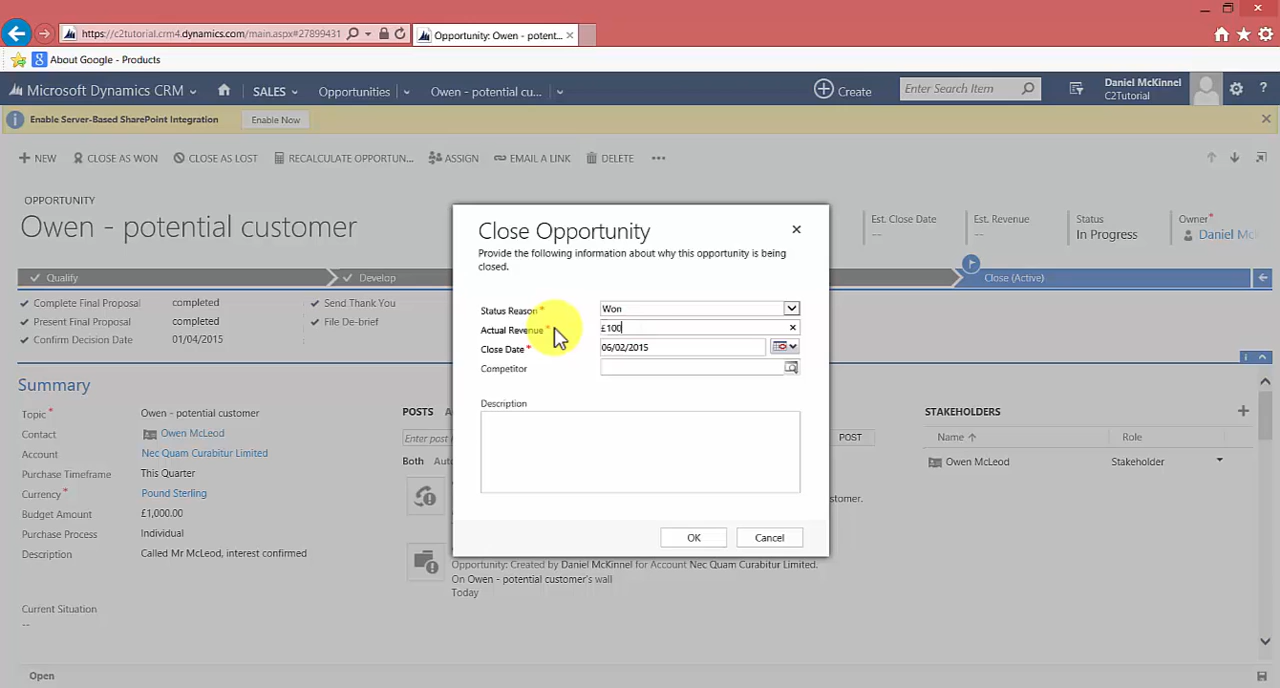 https://c2tutorial.crm4.dynamics.com/main.aspx#27899431
Opportunity: Owen - potent...
About Google - Products
Microsoft Dynamics CRM
SALES
Opportunities
Owen - potential cu...
Create
Enter Search Item
Daniel McKinnel
C2Tutorial
?
Enable Server-Based SharePoint Integration
Enable Now
NEW
CLOSE AS WON
CLOSE AS LOST
RECALCULATE OPPORTUN...
ASSIGN
EMAIL A LINK
DELETE
OPPORTUNITY
Owen - potential customer
Est. Close Date
--
Est. Revenue
--
Status
In Progress
Owner*
Daniel McK
Qualify
Develop
Close (Active)
Complete Final Proposal completed
Present Final Proposal completed
Confirm Decision Date 01/04/2015
Send Thank You
File De-brief
Close Opportunity
Provide the following information about why this opportunity is being
closed.
Status Reason* Won
Actual Revenue* £100
Close Date* 06/02/2015
Competitor
Description
OK
Cancel
Summary
Topic* Owen - potential customer
Contact Owen McLeod
Account Nec Quam Curabitur Limited
Purchase Timeframe This Quarter
Currency* Pound Sterling
Budget Amount £1,000.00
Purchase Process Individual
Description Called Mr McLeod, interest confirmed
Current Situation
--
POSTS A
Enter post
POST
Both Auto
stomer.
Opportunity: Created by Daniel McKinnel for Account Nec Quam Curabitur Limited.
On Owen - potential customer's wall
Today
STAKEHOLDERS
Name Role
Owen McLeod Stakeholder
Open